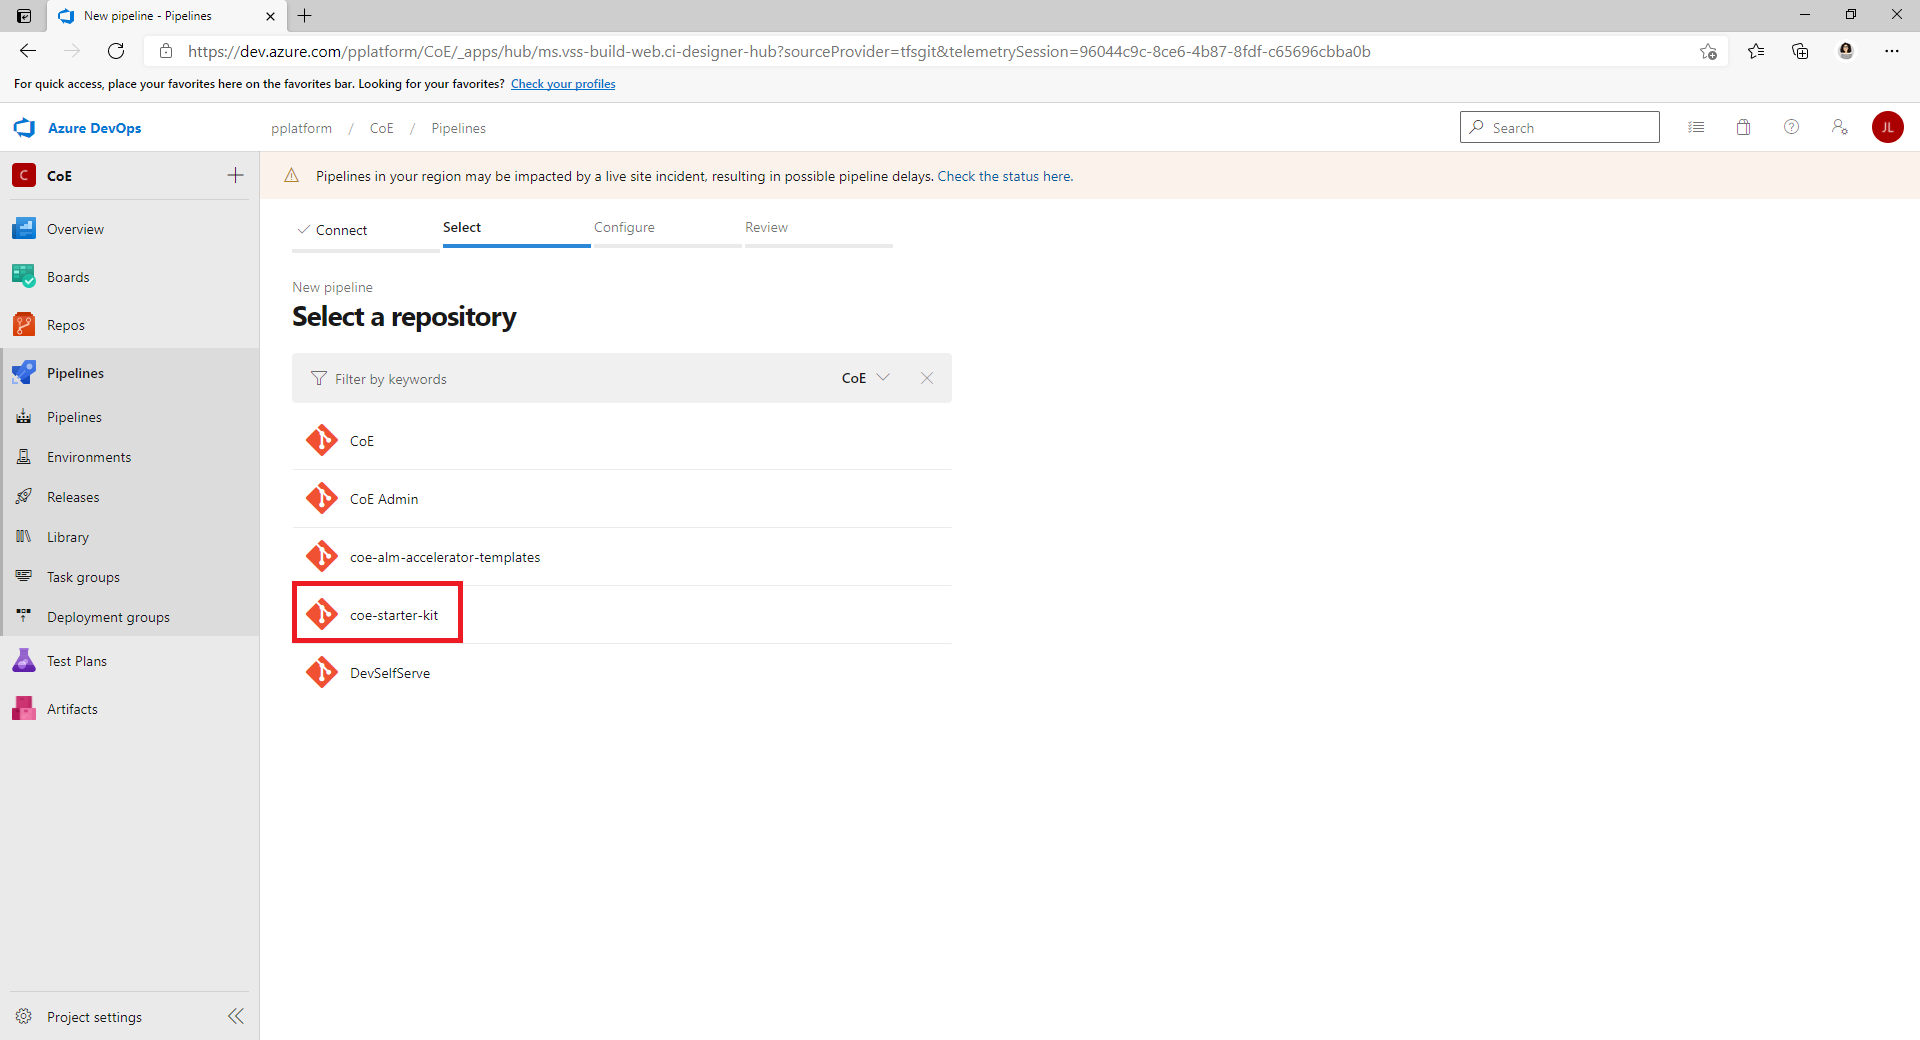 New pipeline - Pipelines
https://dev.azure.com/pplatform/CoE/_apps/hub/ms.vss-build-web.ci-designer-hub?sourceProvider=tfsgit&telemetrySession=96044c9c-8ce6-4b87-8fdf-c65696cbba0b
For quick access, place your favorites here on the favorites bar. Looking for your favorites? Check your profiles
Azure DevOps
pplatform / CoE / Pipelines
Search
JL
C CoE
Pipelines in your region may be impacted by a live site incident, resulting in possible pipeline delays. Check the status here.
Overview
Boards
Repos
Pipelines
Pipelines
Environments
Releases
Library
Task groups
Deployment groups
Test Plans
Artifacts
Project settings
Connect
Select
Configure
Review
New pipeline
Select a repository
Filter by keywords
CoE
CoE
CoE Admin
coe-alm-accelerator-templates
coe-starter-kit
DevSelfServe